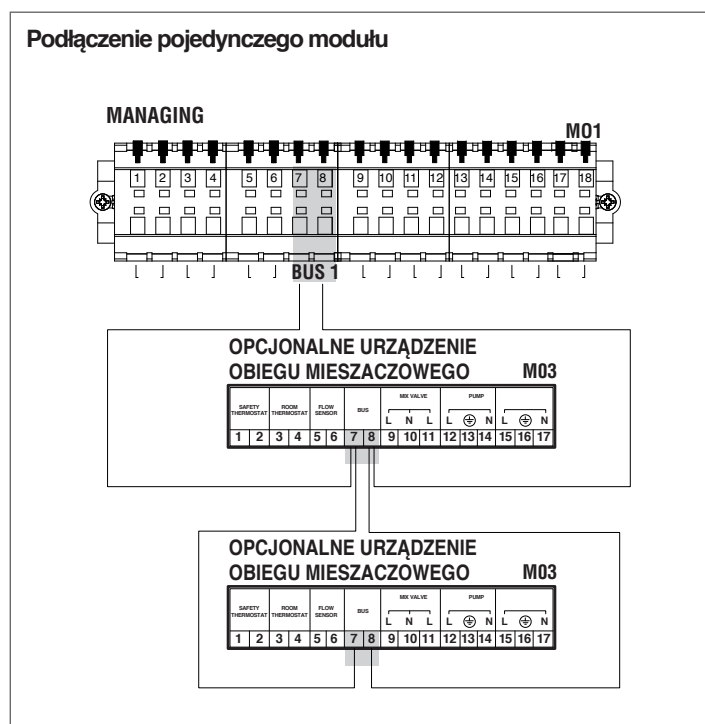 Podłączenie pojedynczego modułu
MANAGING
M01
1 2 3 4 5 6 7 8 9 10 11 12 13 14 15 16 17 18
BUS 1
OPCJONALNE URZĄDZENIE
OBIEGU MIESZACZOWEGO M03
SAFETY THERMOSTAT ROOM THERMOSTAT FLOW SENSOR BUS MIX VALVE PUMP
L N L L N L N
1 2 3 4 5 6 7 8 9 10 11 12 13 14 15 16 17
OPCJONALNE URZĄDZENIE
OBIEGU MIESZACZOWEGO M03
SAFETY THERMOSTAT ROOM THERMOSTAT FLOW SENSOR BUS MIX VALVE PUMP
L N L L N L N
1 2 3 4 5 6 7 8 9 10 11 12 13 14 15 16 17